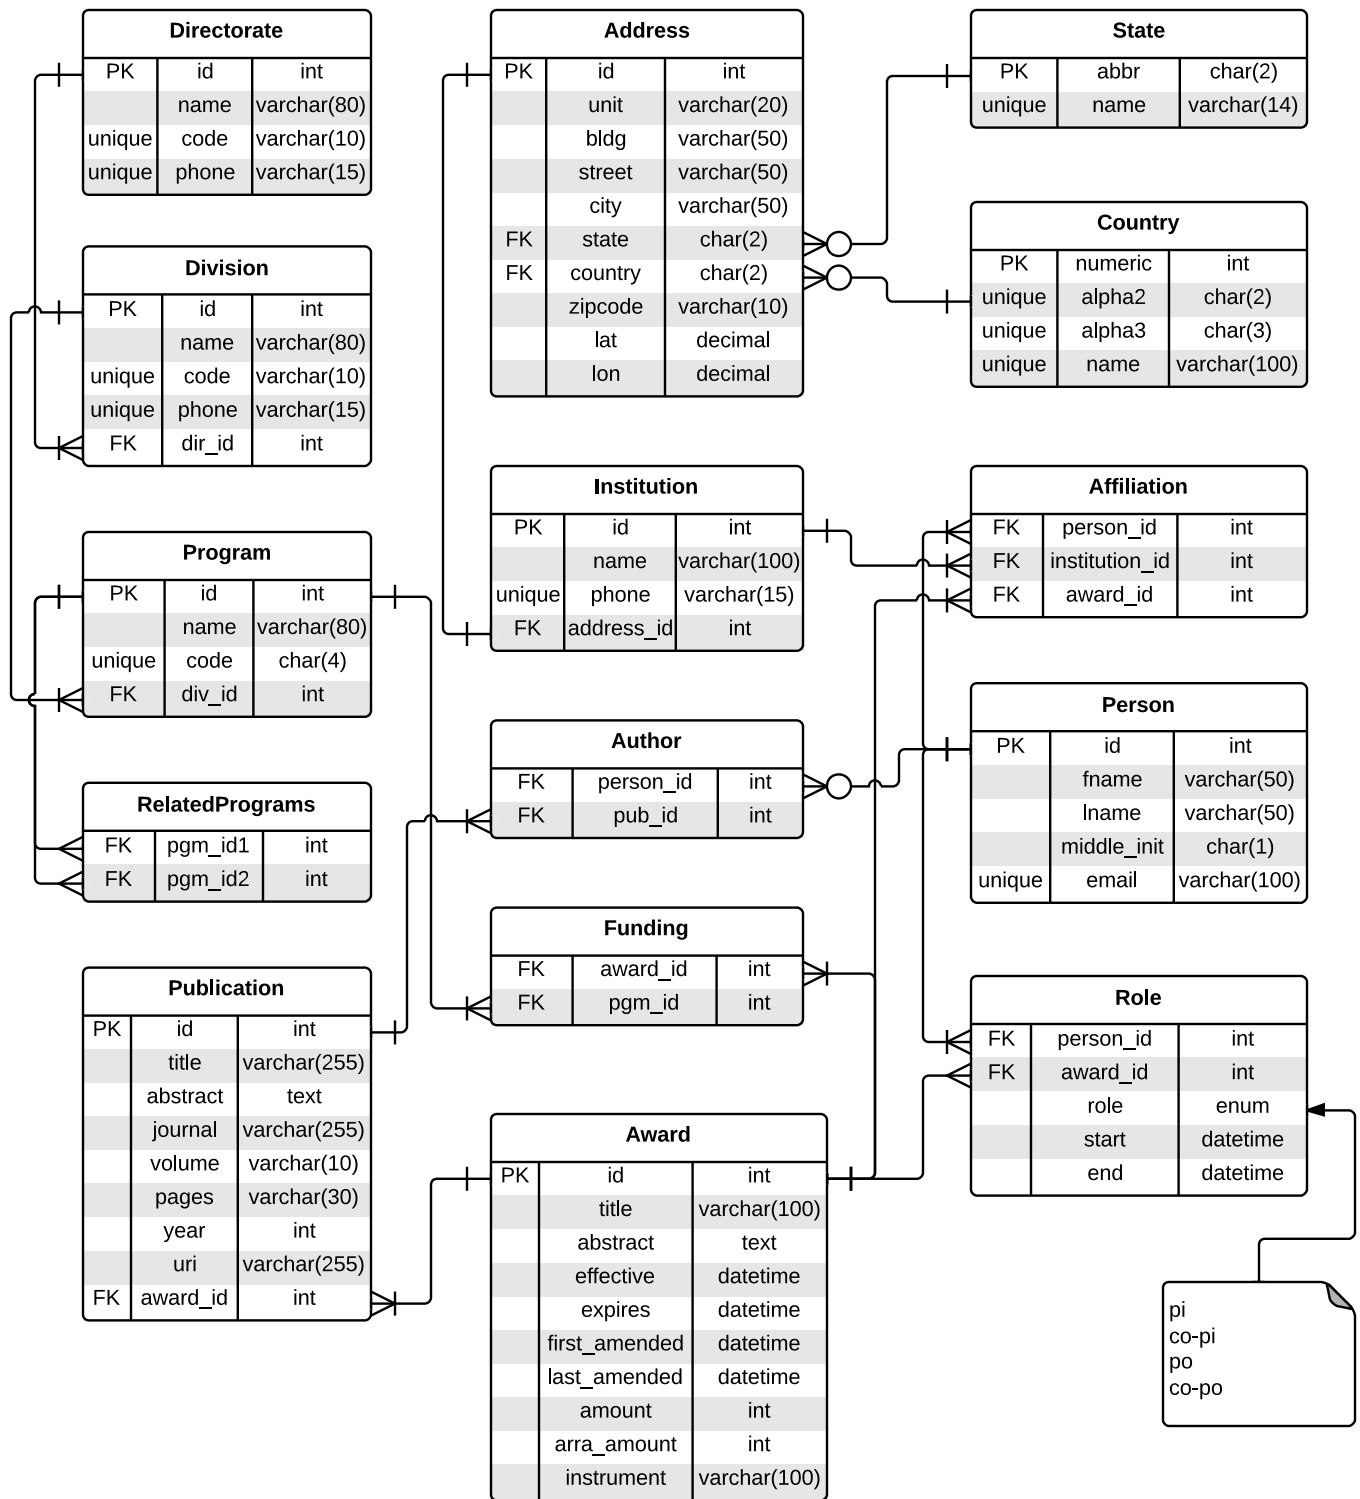 Directorate
PK id int
name varchar(80)
unique code varchar(10)
unique phone varchar(15)
Division
PK id int
name varchar(80)
unique code varchar(10)
unique phone varchar(15)
FK dir_id int
Program
PK id int
name varchar(80)
unique code char(4)
FK div_id int
RelatedPrograms
FK pgm_id1 int
FK pgm_id2 int
Publication
PK id int
title varchar(255)
abstract text
journal varchar(255)
volume varchar(10)
pages varchar(30)
year int
uri varchar(255)
FK award_id int
Address
PK id int
unit varchar(20)
bldg varchar(50)
street varchar(50)
city varchar(50)
FK state char(2)
FK country char(2)
zipcode varchar(10)
lat decimal
lon decimal
Institution
PK id int
name varchar(100)
unique phone varchar(15)
FK address_id int
Author
FK person_id int
FK pub_id int
Funding
FK award_id int
FK pgm_id int
Award
PK id int
title varchar(100)
abstract text
effective datetime
expires datetime
first_amended datetime
last_amended datetime
amount int
arra_amount int
instrument varchar(100)
State
PK abbr char(2)
unique name varchar(14)
Country
PK numeric int
unique alpha2 char(2)
unique alpha3 char(3)
unique name varchar(100)
Affiliation
FK person_id int
FK institution_id int
FK award_id int
Person
PK id int
fname varchar(50)
lname varchar(50)
middle_init char(1)
unique email varchar(100)
Role
FK person_id int
FK award_id int
role enum
start datetime
end datetime
pi
co-pi
po
co-po